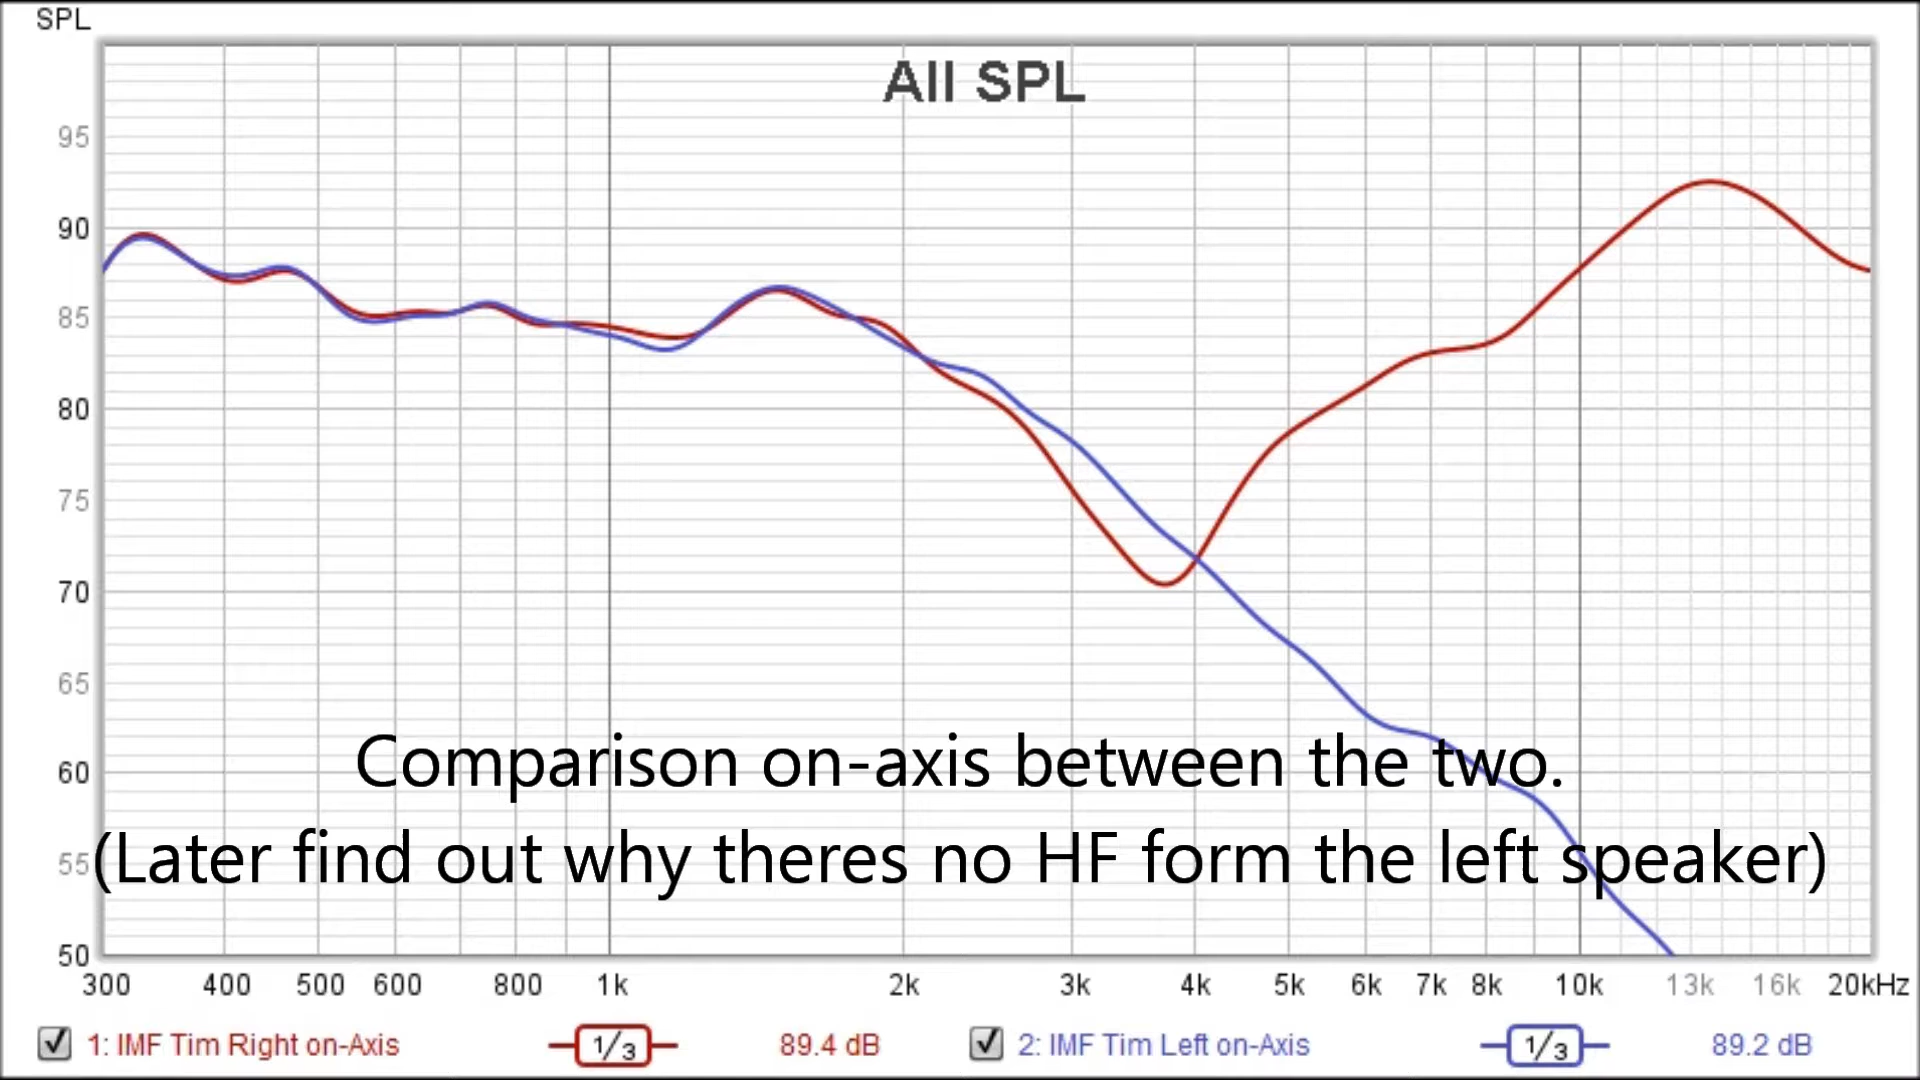 SPL
All SPL
95
90
85
80
75
70
65
60
55
50
Comparison on-axis between the two.
(Later find out why theres no HF form the left speaker)
300 400 500 600 800 1k 2k 3k 4k 5k 6k 7k 8k 10k 13k 16k 20kHz
1: IMF Tim Right on-Axis 1/3 89.4 dB 2: IMF Tim Left on-Axis 1/3 89.2 dB